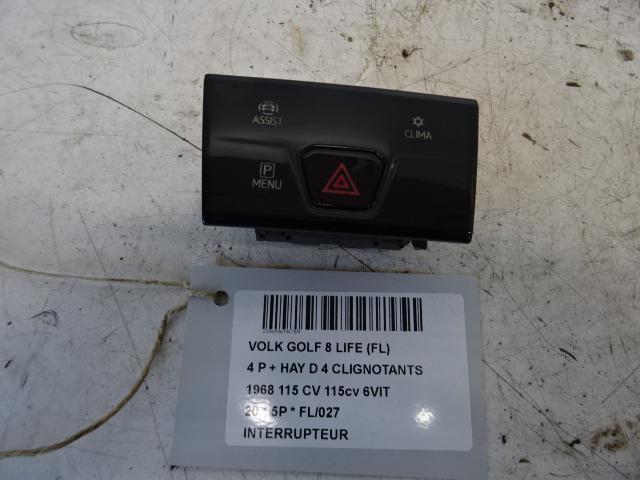 ASSIST
CLIMA
P
MENU
VOLK GOLF 8 LIFE (FL)
4 P + HAY D 4 CLIGNOTANTS
1968 115 CV 115cv 6VIT
5P * FL/027
INTERRUPTEUR